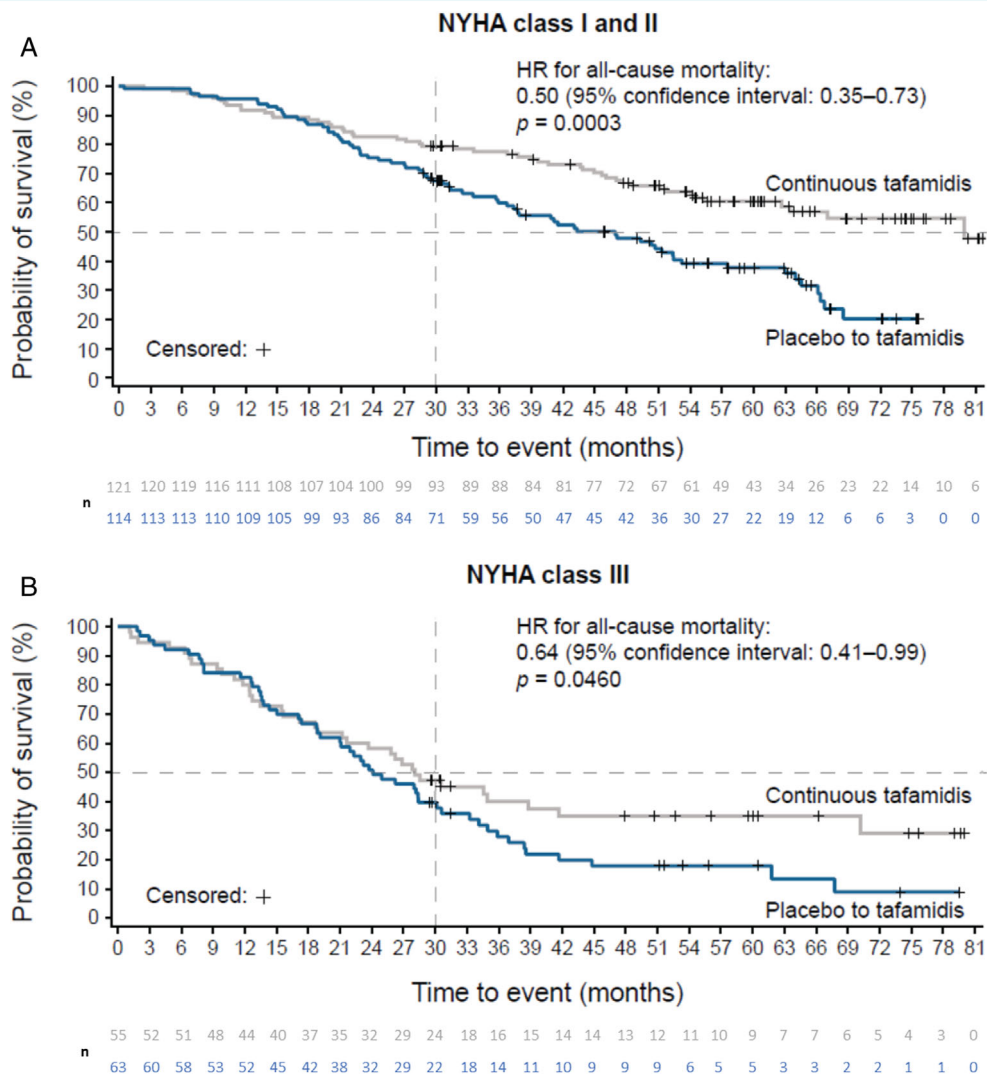 NYHA class I and II
A
HR for all-cause mortality:
0.50 (95% confidence interval: 0.35–0.73)
p = 0.0003
Probability of survival (%)
100
90
80
70
60
50
40
30
20
10
0
Continuous tafamidis
Placebo to tafamidis
Censored: +
0 3 6 9 12 15 18 21 24 27 30 33 36 39 42 45 48 51 54 57 60 63 66 69 72 75 78 81
Time to event (months)
n
121 120 119 116 111 108 107 104 100 99 93 89 88 84 81 77 72 67 61 49 43 34 26 23 22 14 10 6
114 113 113 110 109 105 99 93 86 84 71 59 56 50 47 45 42 36 30 27 22 19 12 6 6 3 0 0
NYHA class III
B
HR for all-cause mortality:
0.64 (95% confidence interval: 0.41–0.99)
p = 0.0460
Probability of survival (%)
100
90
80
70
60
50
40
30
20
10
0
Continuous tafamidis
Placebo to tafamidis
Censored: +
0 3 6 9 12 15 18 21 24 27 30 33 36 39 42 45 48 51 54 57 60 63 66 69 72 75 78 81
Time to event (months)
n
55 52 51 48 44 40 37 35 32 29 24 18 16 15 14 14 13 12 11 10 9 7 7 6 5 4 3 0
63 60 58 53 52 45 42 38 32 29 22 18 14 11 10 9 9 9 6 5 5 3 3 2 2 1 1 0